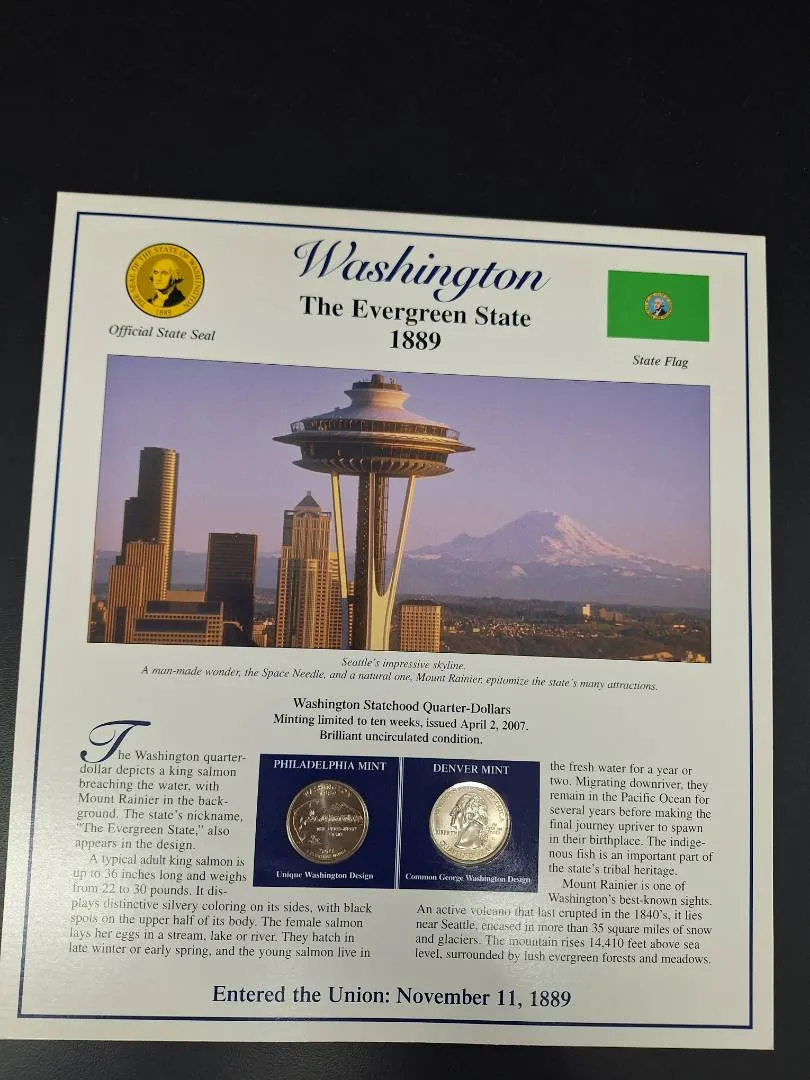 Washington
The Evergreen State
1889
THE SEAL OF THE STATE OF WASHINGTON
1889
Official State Seal
State Flag
Seattle's impressive skyline.
A man-made wonder, the Space Needle, and a natural one, Mount Rainier, epitomize the state's many attractions.
Washington Statehood Quarter-Dollars
Minting limited to ten weeks, issued April 2, 2007.
Brilliant uncirculated condition.
The Washington quarter-
dollar depicts a king salmon
breaching the water, with
Mount Rainier in the back-
ground. The state's nickname,
"The Evergreen State," also
appears in the design.
A typical adult king salmon is
up to 36 inches long and weighs
from 22 to 30 pounds. It dis-
plays distinctive silvery coloring on its sides, with black
spots on the upper half of its body. The female salmon
lays her eggs in a stream, lake or river. They hatch in
late winter or early spring, and the young salmon live in
PHILADELPHIA MINT
WASHINGTON
Unique Washington Design
DENVER MINT
LIBERTY
Common George Washington Design
the fresh water for a year or
two. Migrating downriver, they
remain in the Pacific Ocean for
several years before making the
final journey upriver to spawn
in their birthplace. The indige-
nous fish is an important part of
the state's tribal heritage.
Mount Rainier is one of
Washington's best-known sights.
An active volcano that last erupted in the 1840's, it lies
near Seattle, encased in more than 35 square miles of snow
and glaciers. The mountain rises 14,410 feet above sea
level, surrounded by lush evergreen forests and meadows.
Entered the Union: November 11, 1889